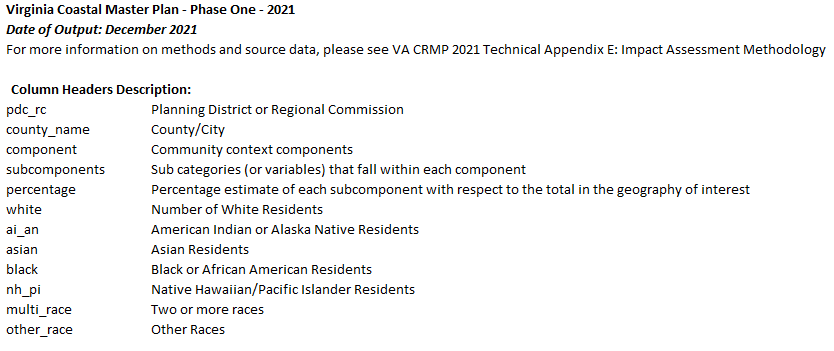 Virginia Coastal Master Plan - Phase One - 2021
Date of Output: December 2021
For more information on methods and source data, please see VA CRMP 2021 Technical Appendix E: Impact Assessment Methodology
Column Headers Description:
pdc_rc Planning District or Regional Commission
county_name County/City
component Community context components
subcomponents Sub categories (or variables) that fall within each component
percentage Percentage estimate of each subcomponent with respect to the total in the geography of interest
white Number of White Residents
ai_an American Indian or Alaska Native Residents
asian Asian Residents
black Black or African American Residents
nh_pi Native Hawaiian/Pacific Islander Residents
multi_race Two or more races
other_race Other Races